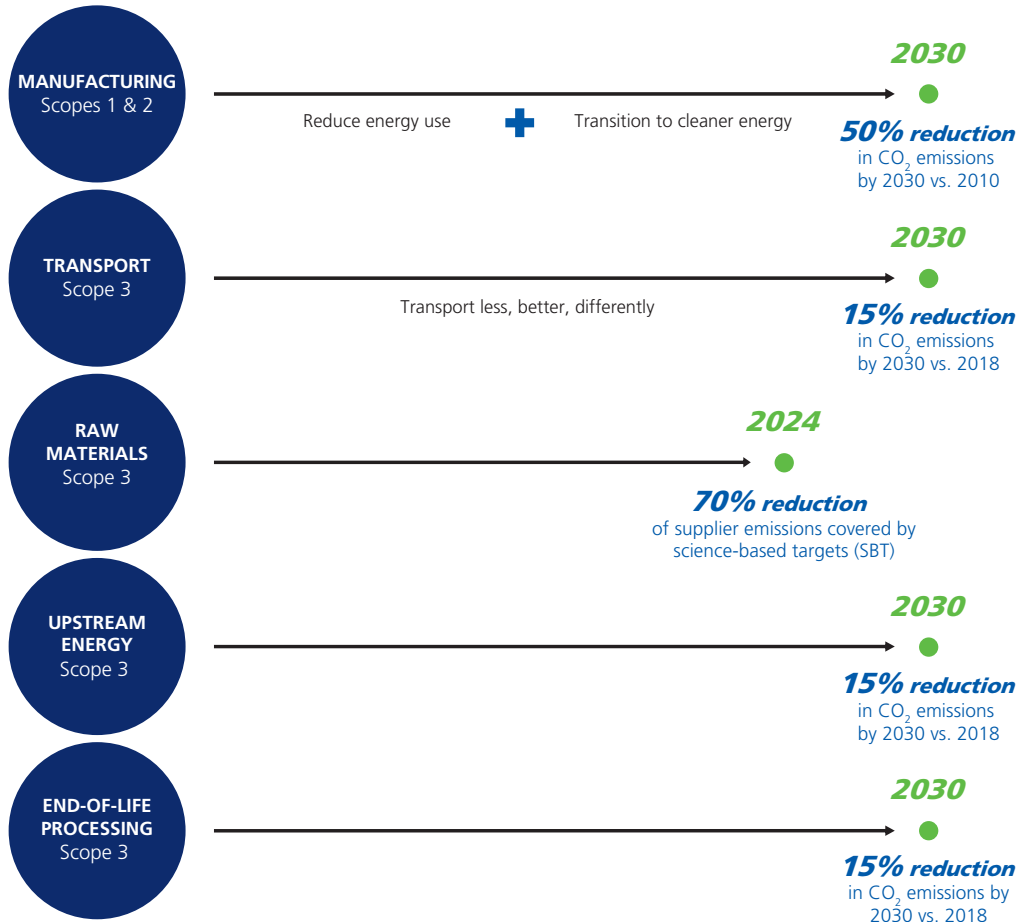 MANUFACTURING
Scopes 1 & 2
Reduce energy use
+
Transition to cleaner energy
2030
50% reduction
in CO₂ emissions
by 2030 vs. 2010
TRANSPORT
Scope 3
Transport less, better, differently
2030
15% reduction
in CO₂ emissions
by 2030 vs. 2018
RAW
MATERIALS
Scope 3
2024
70% reduction
of supplier emissions covered by
science-based targets (SBT)
UPSTREAM
ENERGY
Scope 3
2030
15% reduction
in CO₂ emissions
by 2030 vs. 2018
END-OF-LIFE
PROCESSING
Scope 3
2030
15% reduction
in CO₂ emissions by
2030 vs. 2018